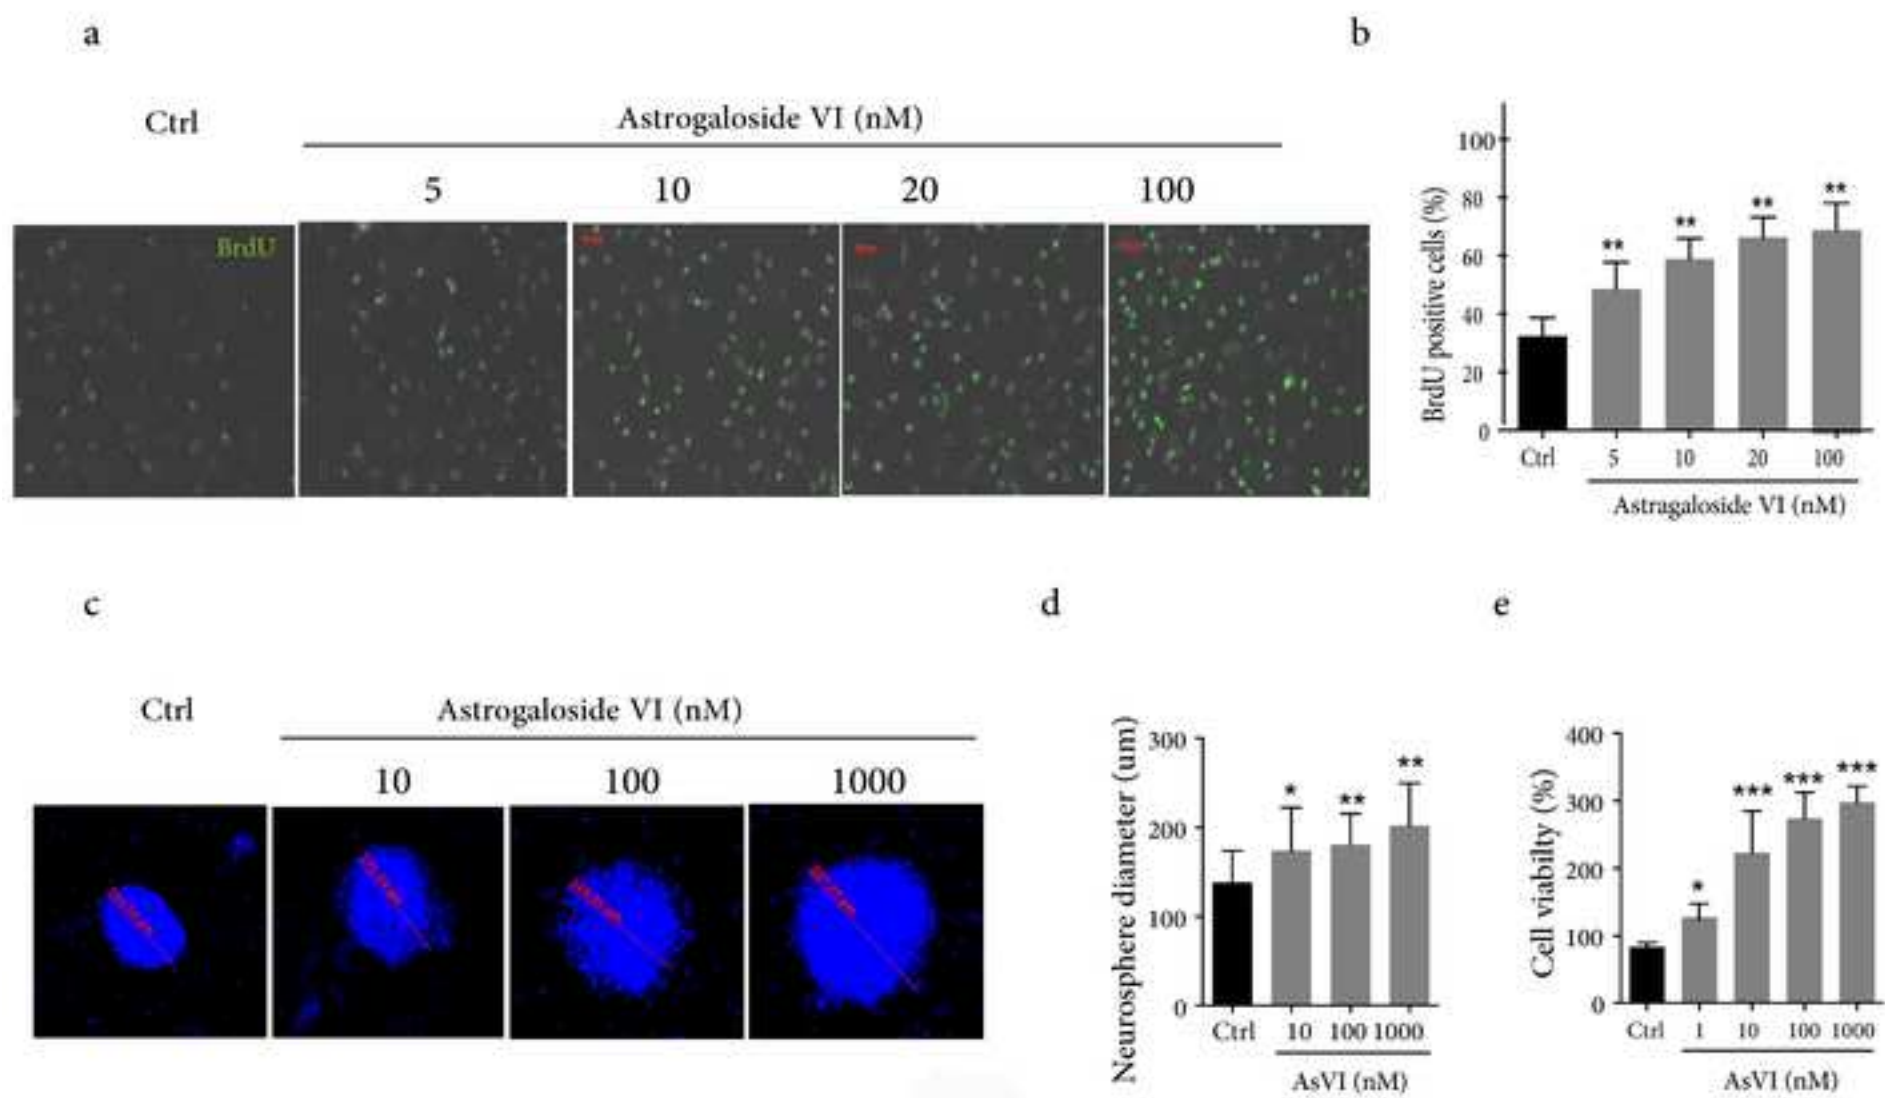 a
Ctrl
Astrogaloside VI (nM)
5 10 20 100
BrdU
b
BrdU positive cells (%)
100
80
60
40
20
0
** ** ** **
Ctrl 5 10 20 100
Astragaloside VI (nM)
c
Ctrl
Astrogaloside VI (nM)
10 100 1000
d
Neurosphere diameter (um)
300
200
100
0
* ** **
Ctrl 10 100 1000
AsVI (nM)
e
Cell viabilty (%)
400
300
200
100
0
* *** *** ***
Ctrl 1 10 100 1000
AsVI (nM)